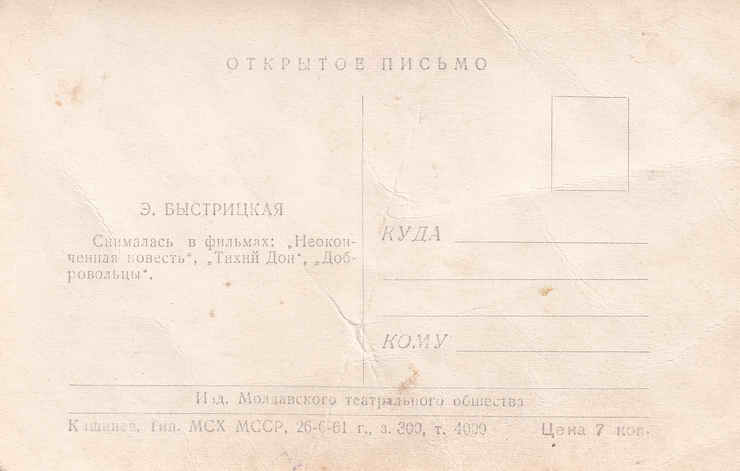 ОТКРЫТОЕ ПИСЬМО
Э. БЫСТРИЦКАЯ
Снималась в фильмах: „Неокон-
ченная повесть“, „Тихий Дон“, „Доб-
ровольцы“.
КУДА
КОМУ
Изд. Молдавского театрального общества
Кишинев, Тип. МСХ МССР, 26-6-61 г., з. 300, т. 4000 Цена 7 коп.